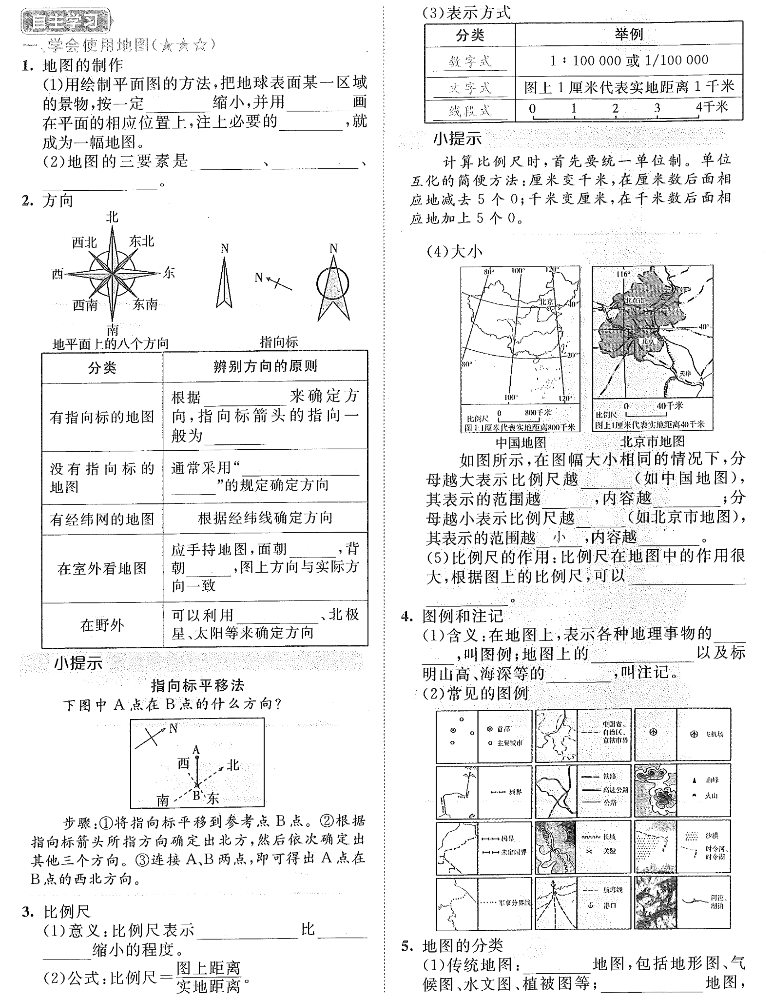 自主学习
一、学会使用地图(★★☆)
1. 地图的制作
(1)用绘制平面图的方法,把地球表面某一区域
的景物,按一定________缩小,并用________画
在平面的相应位置上,注上必要的________,就
成为一幅地图。
(2)地图的三要素是________、________、
________。
2. 方向
北
西北 东北
西 东
西南 东南
南
地平面上的八个方向
N
N
N
指向标
分类 辨别方向的原则
有指向标的地图
根据________来确定方
向,指向标箭头的指向一
般为________
没有指向标的
地图
通常采用“________
________”的规定确定方向
有经纬网的地图 根据经纬线确定方向
在室外看地图
应手持地图,面朝______,背
朝______,图上方向与实际方
向一致
在野外
可以利用________、北极
星、太阳等来确定方向
小提示
指向标平移法
下图中 A 点在 B 点的什么方向?
N
A
西 北
南 B 东
步骤:①将指向标平移到参考点 B 点。②根据
指向标箭头所指方向确定出北方,然后依次确定出
其他三个方向。③连接 A、B 两点,即可得出 A 点在
B 点的西北方向。
3. 比例尺
(1)意义:比例尺表示________比______
______缩小的程度。
(2)公式:比例尺=图上距离/实地距离。
(3)表示方式
分类 举例
数字式 1∶100 000 或 1/100 000
文字式 图上 1 厘米代表实地距离 1 千米
线段式 0 1 2 3 4千米
小提示
计算比例尺时,首先要统一单位制。单位
互化的简便方法:厘米变千米,在厘米数后面相
应地减去 5 个 0;千米变厘米,在千米数后面相
应地加上 5 个 0。
(4)大小
80° 100° 120°
北京 40°
20°
80°
100° 120°
比例尺 0 800千米
图上1厘米代表实地距离800千米
中国地图
116°
北京市
40°
北京
天津
0 40千米
比例尺
图上1厘米代表实地距离40千米
北京市地图
如图所示,在图幅大小相同的情况下,分
母越大表示比例尺越______(如中国地图),
其表示的范围越______,内容越______;分
母越小表示比例尺越______(如北京市地图),
其表示的范围越 小 ,内容越______。
(5)比例尺的作用:比例尺在地图中的作用很
大,根据图上的比例尺,可以________
________。
4. 图例和注记
(1)含义:在地图上,表示各种地理事物的____
____,叫图例;地图上的________以及标
明山高、海深等的________,叫注记。
(2)常见的图例
首都
主要城市
中国省、
自治区、
直辖市界
飞机场
洲界
铁路
高速公路
公路
山峰
火山
国界
未定国界
长城
关隘
沙漠
时令河、
时令湖
军事分界线
航海线
港口
河流、
湖泊
5. 地图的分类
(1)传统地图:________地图,包括地形图、气
候图、水文图、植被图等;________地图,